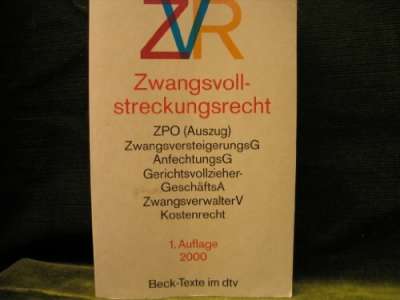 ZVR
Zwangsvoll-
streckungsrecht
ZPO (Auszug)
ZwangsversteigerungsG
AnfechtungsG
Gerichtsvollzieher-
GeschäftsA
ZwangsverwalterV
Kostenrecht
1. Auflage
2000
Beck-Texte im dtv